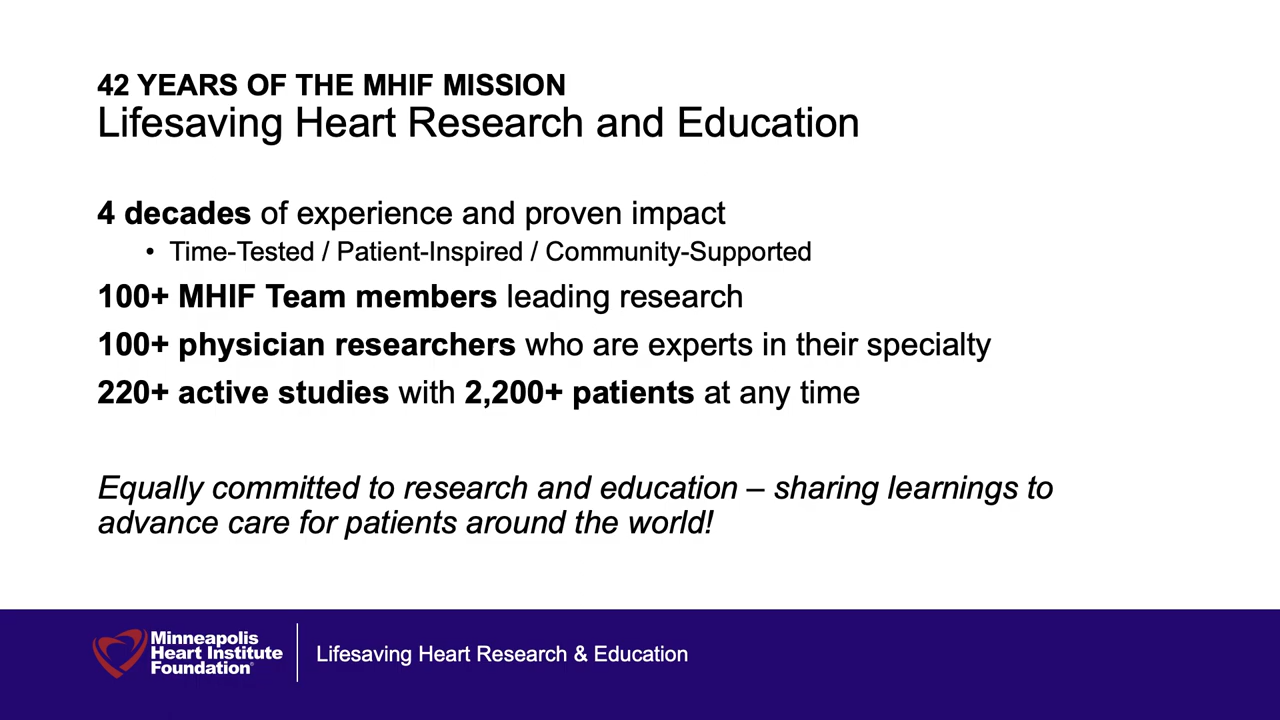 42 YEARS OF THE MHIF MISSION
Lifesaving Heart Research and Education
4 decades of experience and proven impact
• Time-Tested / Patient-Inspired / Community-Supported
100+ MHIF Team members leading research
100+ physician researchers who are experts in their specialty
220+ active studies with 2,200+ patients at any time
Equally committed to research and education – sharing learnings to
advance care for patients around the world!
Minneapolis
Heart Institute
Foundation®
Lifesaving Heart Research & Education